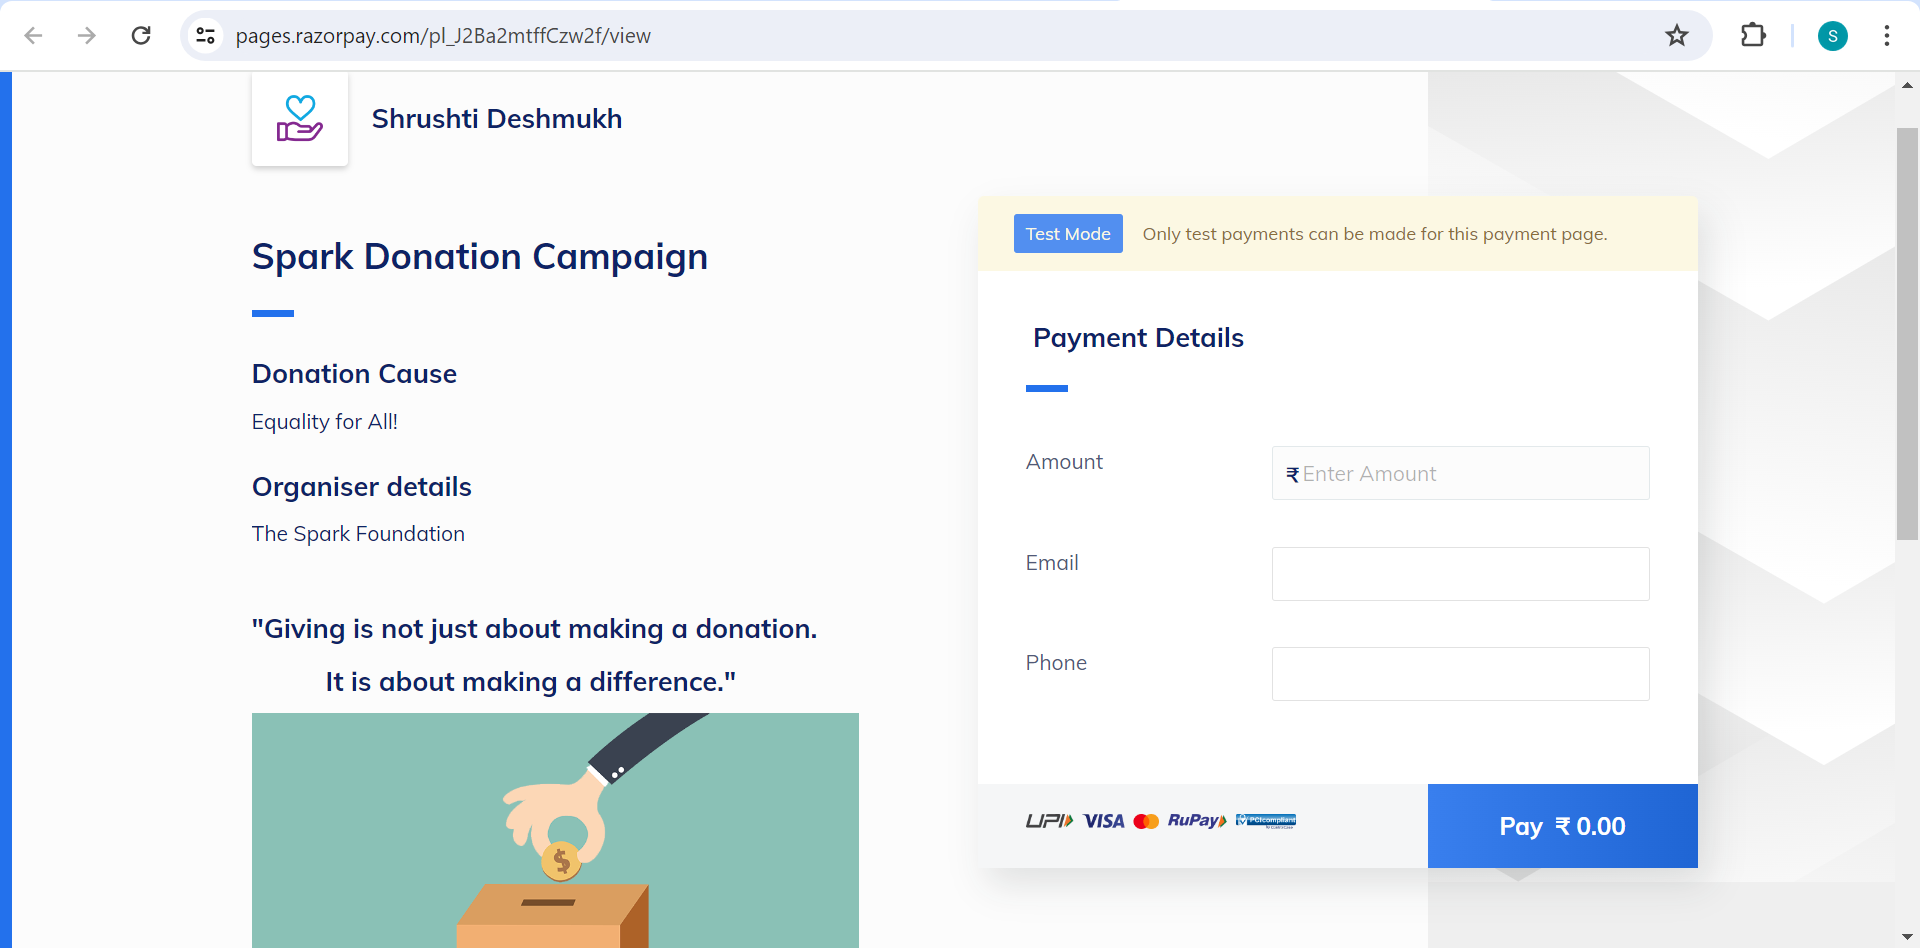 pages.razorpay.com/pl_J2Ba2mtffCzw2f/view
S
Shrushti Deshmukh
Spark Donation Campaign
Donation Cause
Equality for All!
Organiser details
The Spark Foundation
"Giving is not just about making a donation.
It is about making a difference."
$
Test Mode Only test payments can be made for this payment page.
Payment Details
Amount ₹ Enter Amount
Email
Phone
UPI VISA RuPay PCI compliant
Pay ₹ 0.00